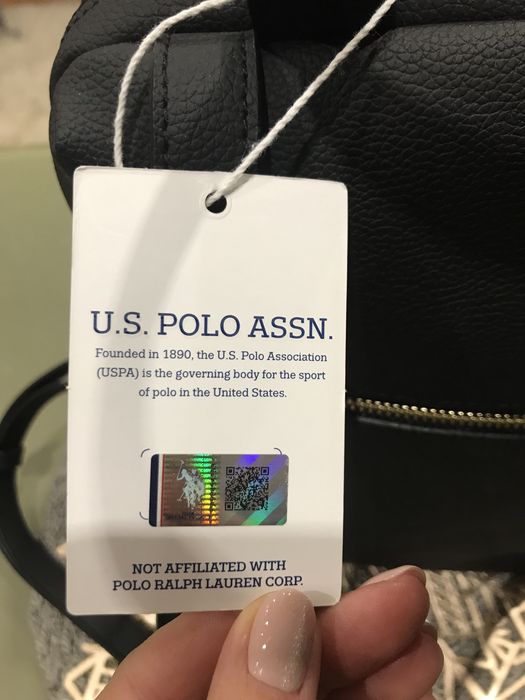 U.S. POLO ASSN.
Founded in 1890, the U.S. Polo Association
(USPA) is the governing body for the sport
of polo in the United States.
NOT AFFILIATED WITH
POLO RALPH LAUREN CORP.